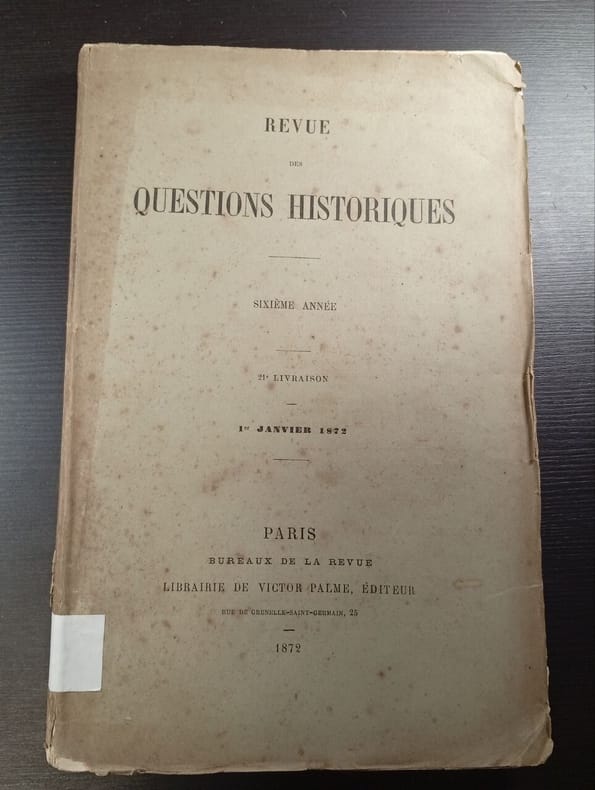 REVUE
DES
QUESTIONS HISTORIQUES
SIXIÈME ANNÉE
21e LIVRAISON
1er JANVIER 1872
PARIS
BUREAUX DE LA REVUE
LIBRAIRIE DE VICTOR PALMÉ, ÉDITEUR
RUE DE GRENELLE-SAINT-GERMAIN, 25
1872